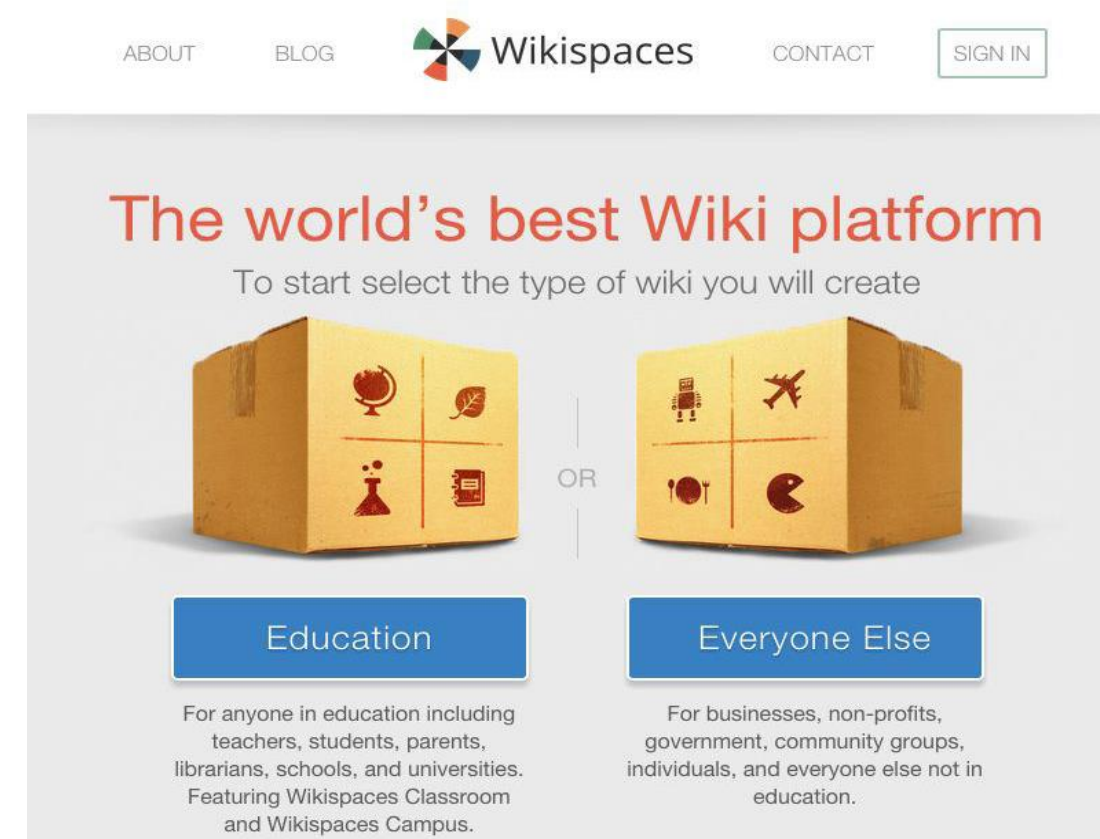 ABOUT BLOG Wikispaces CONTACT SIGN IN
The world's best Wiki platform
To start select the type of wiki you will create
OR
Education
For anyone in education including
teachers, students, parents,
librarians, schools, and universities.
Featuring Wikispaces Classroom
and Wikispaces Campus.
Everyone Else
For businesses, non-profits,
government, community groups,
individuals, and everyone else not in
education.